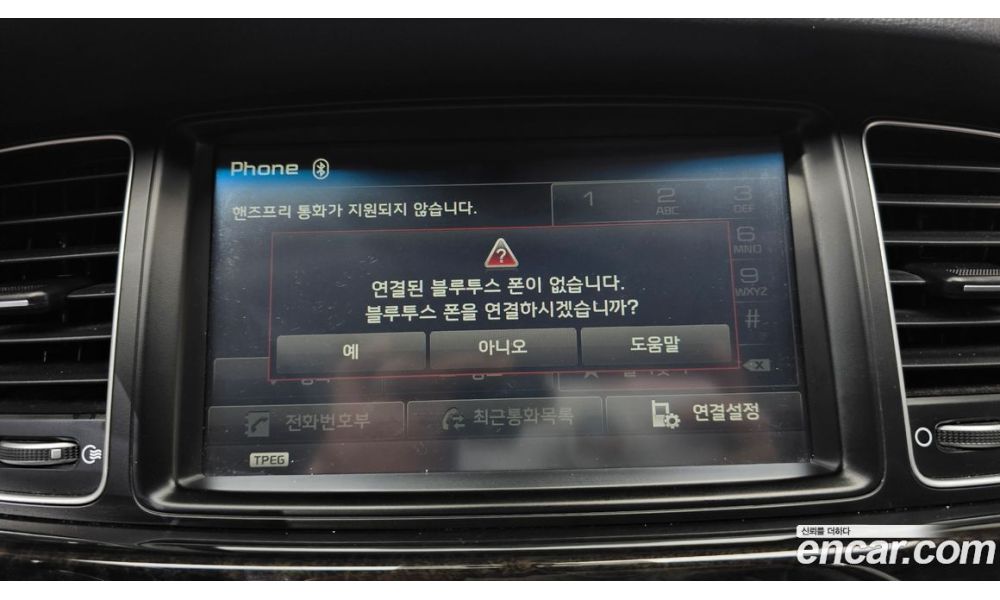 Phone
핸즈프리 통화가 지원되지 않습니다.
1
2 ABC
3 DEF
연결된 블루투스 폰이 없습니다.
블루투스 폰을 연결하시겠습니까?
6 MNO
9 WXYZ
#
예 아니오 도움말
전화번호부 최근통화목록 연결설정
TPEG
신뢰를 더하다
encar.com